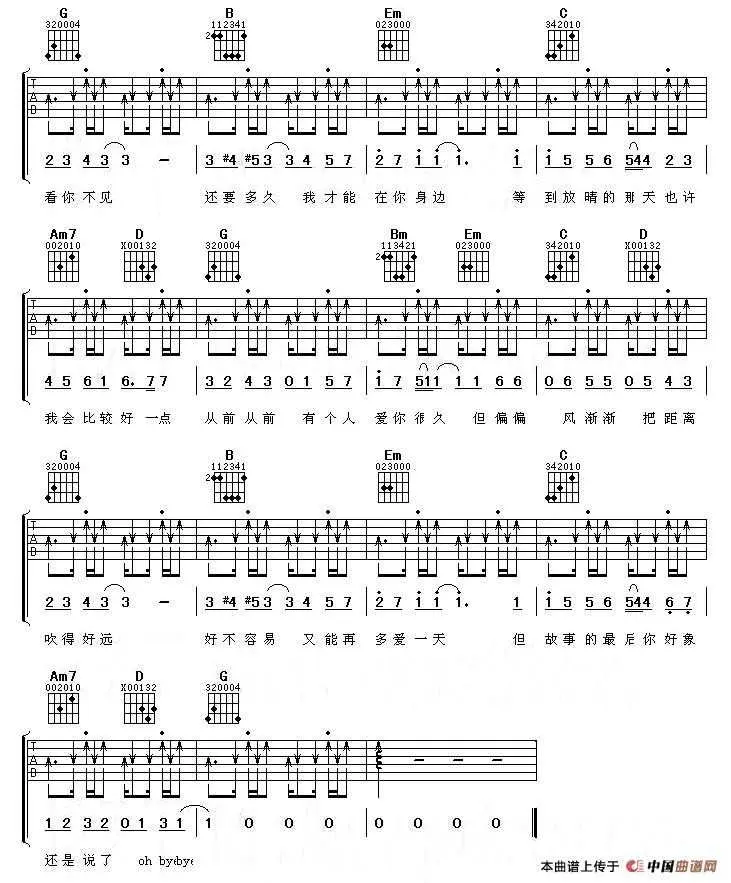 G B Em C
320004 112341 023000 342010
2
T
A
B
2 3 4 3 3 － 3 #4 #5 3 3 4 5 7 2 7 1 1 1. 1 1 5 5 6 544 2 3
看你不见 还要多久 我才能 在你身边 等 到放晴的那天也许
Am7 D G Bm Em C D
002010 X00132 320004 113421 023000 342010 X00132
2
T
A
B
4 5 6 1 6. 7 7 3 2 4 3 0 1 5 7 1 7 511 1 1 6 6 0 6 5 5 0 5 4 3
我会比较好一点 从前从前 有个人 爱你很久 但偏偏 风渐渐 把距离
G B Em C
320004 112341 023000 342010
2
T
A
B
2 3 4 3 3 － 3 #4 #5 3 3 4 5 7 2 7 1 1 1. 1 1 5 5 6 544 6 7
吹得好远 好不容易 又能再 多爱一天 但 故事的最后你好象
Am7 D G
002010 X00132 320004
T
A
B
－ － －
1 2 3 2 0 1 3 1 1 0 0 0 0 0 0 0
还是说了 oh byebye
本曲谱上传于 中国曲谱网